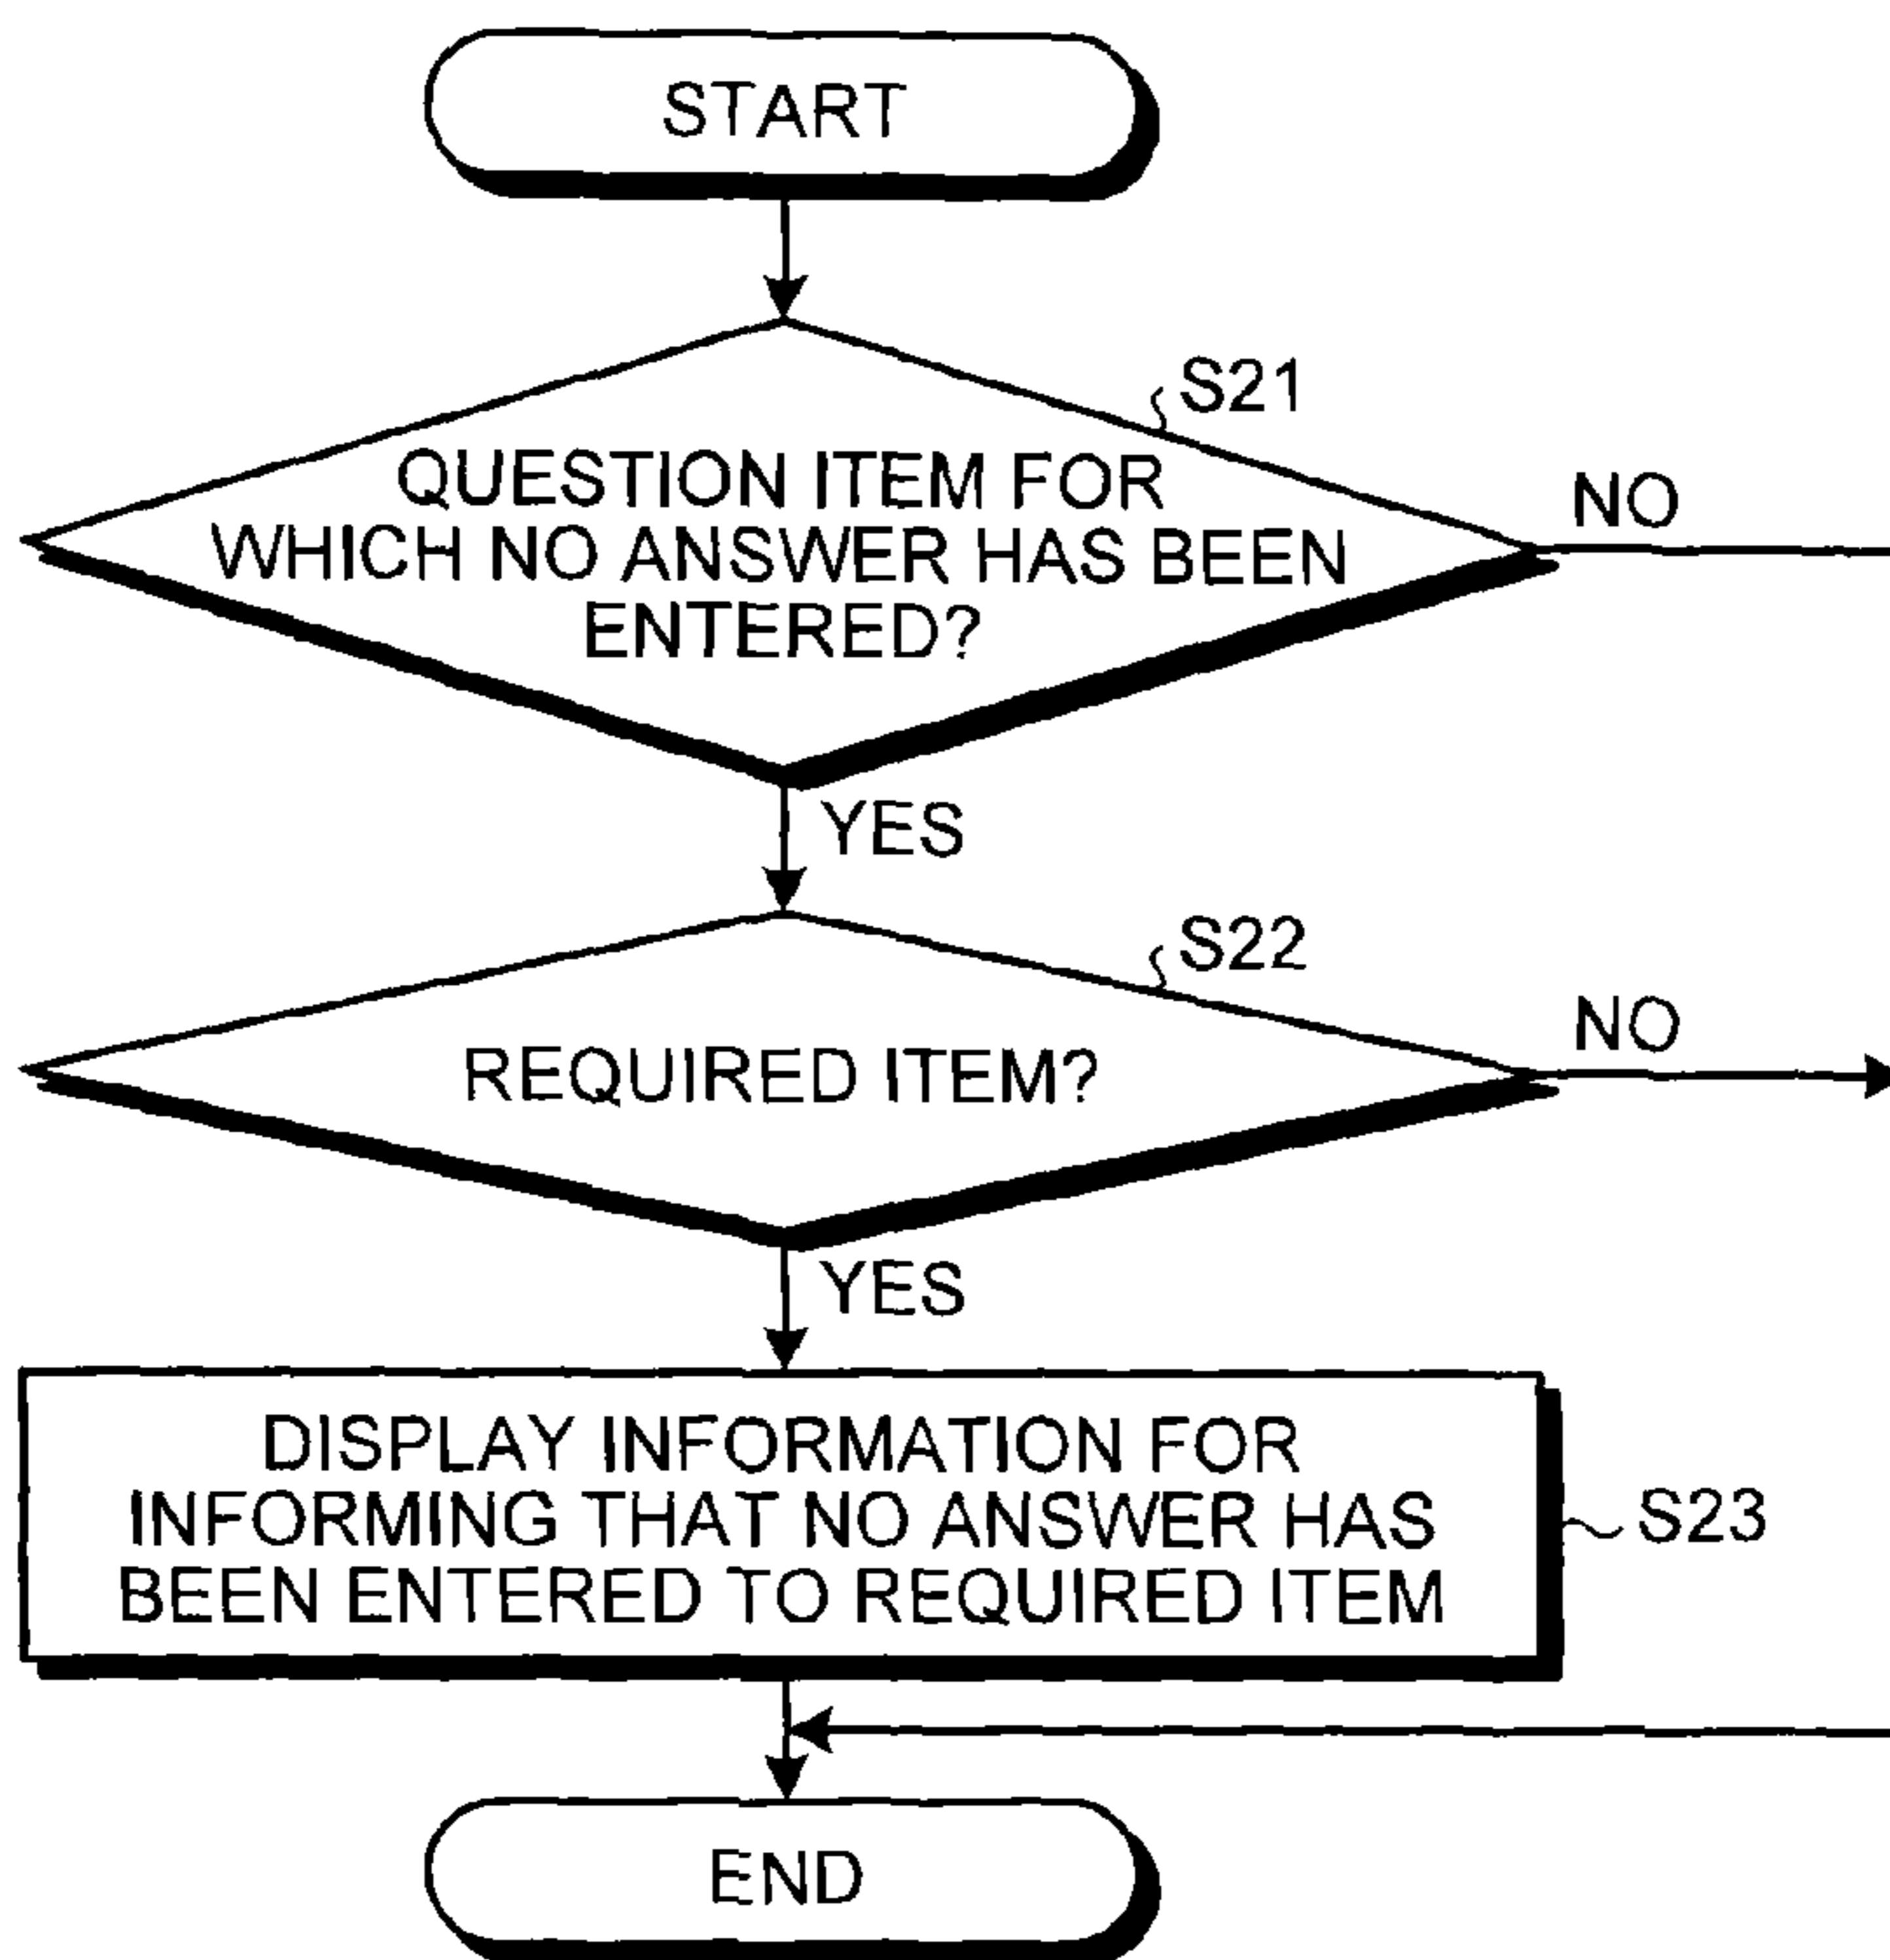 START
S21
QUESTION ITEM FOR
WHICH NO ANSWER HAS BEEN
ENTERED?
NO
YES
S22
REQUIRED ITEM?
NO
YES
DISPLAY INFORMATION FOR
INFORMING THAT NO ANSWER HAS
BEEN ENTERED TO REQUIRED ITEM
S23
END